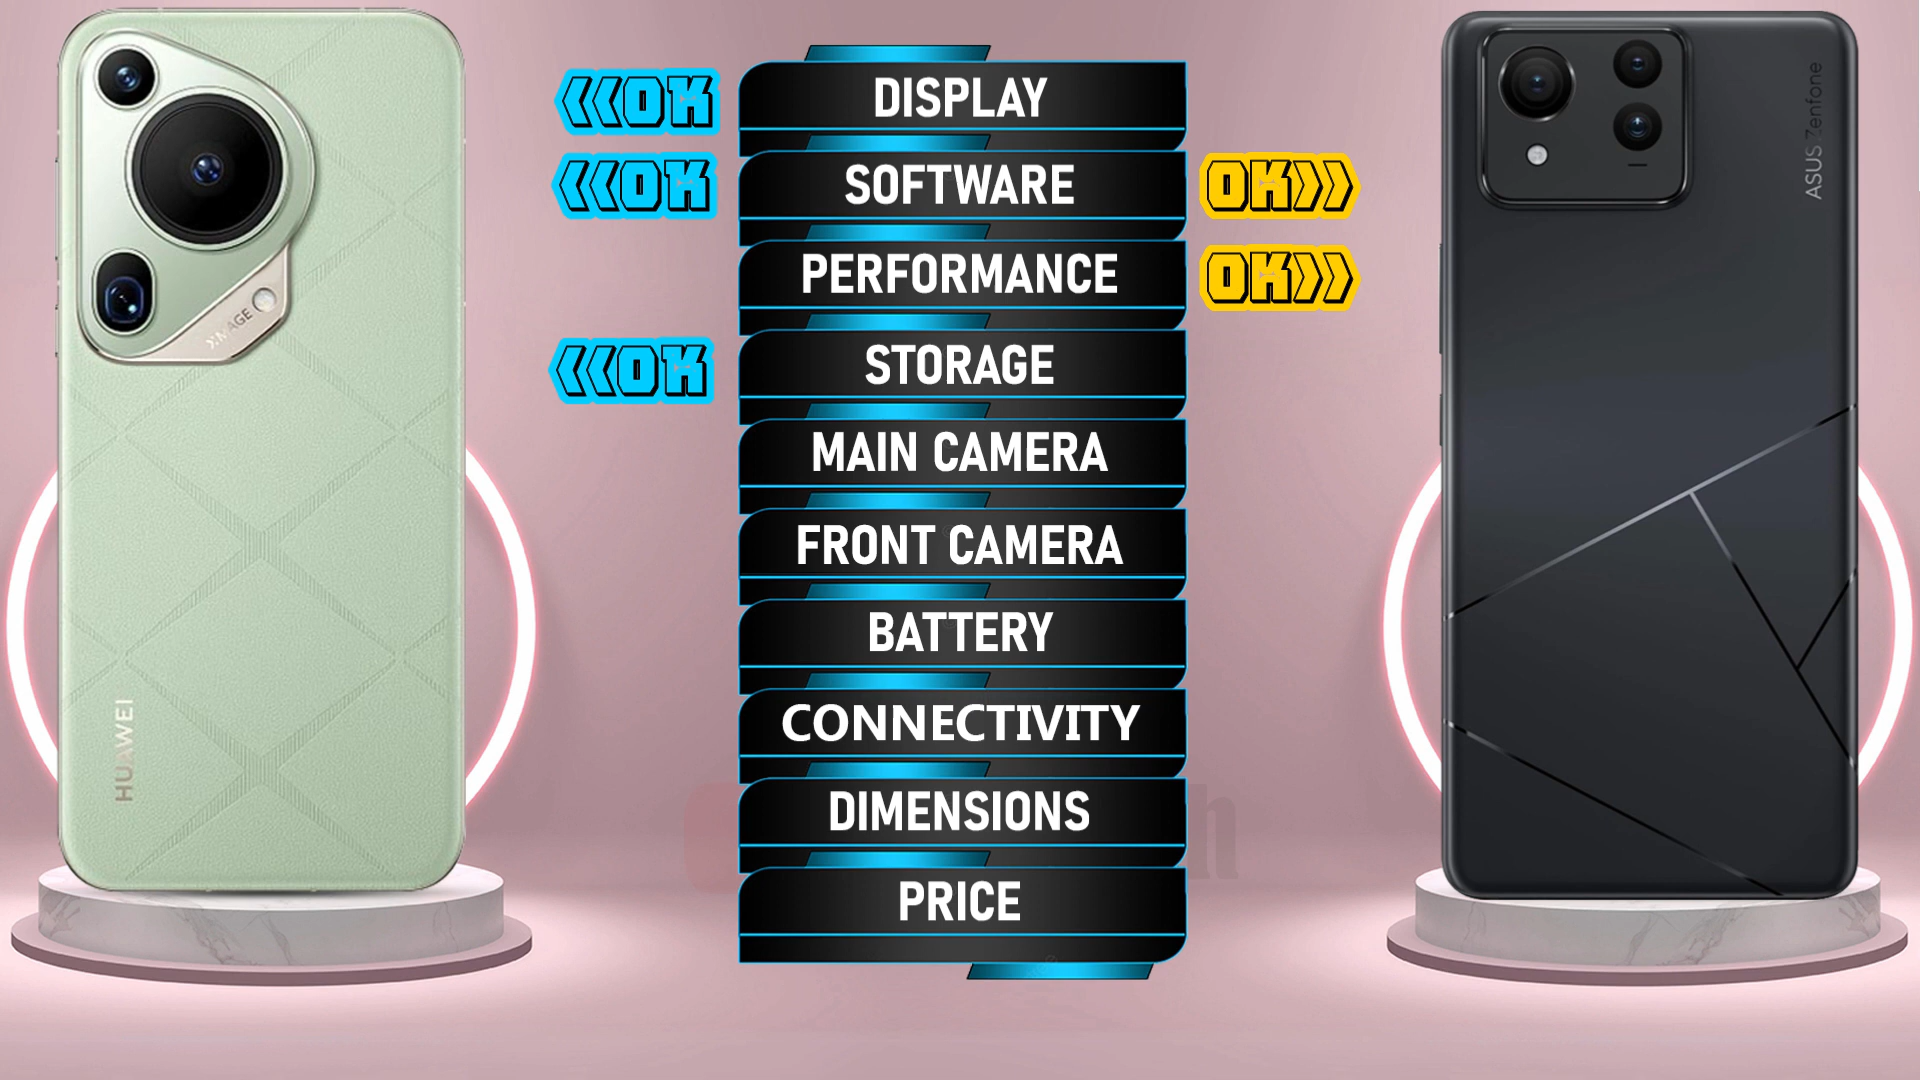 XMAGE
HUAWEI
<<OK DISPLAY
<<OK SOFTWARE OK>>
PERFORMANCE OK>>
<<OK STORAGE
MAIN CAMERA
FRONT CAMERA
BATTERY
CONNECTIVITY
DIMENSIONS
PRICE
ASUS Zenfone